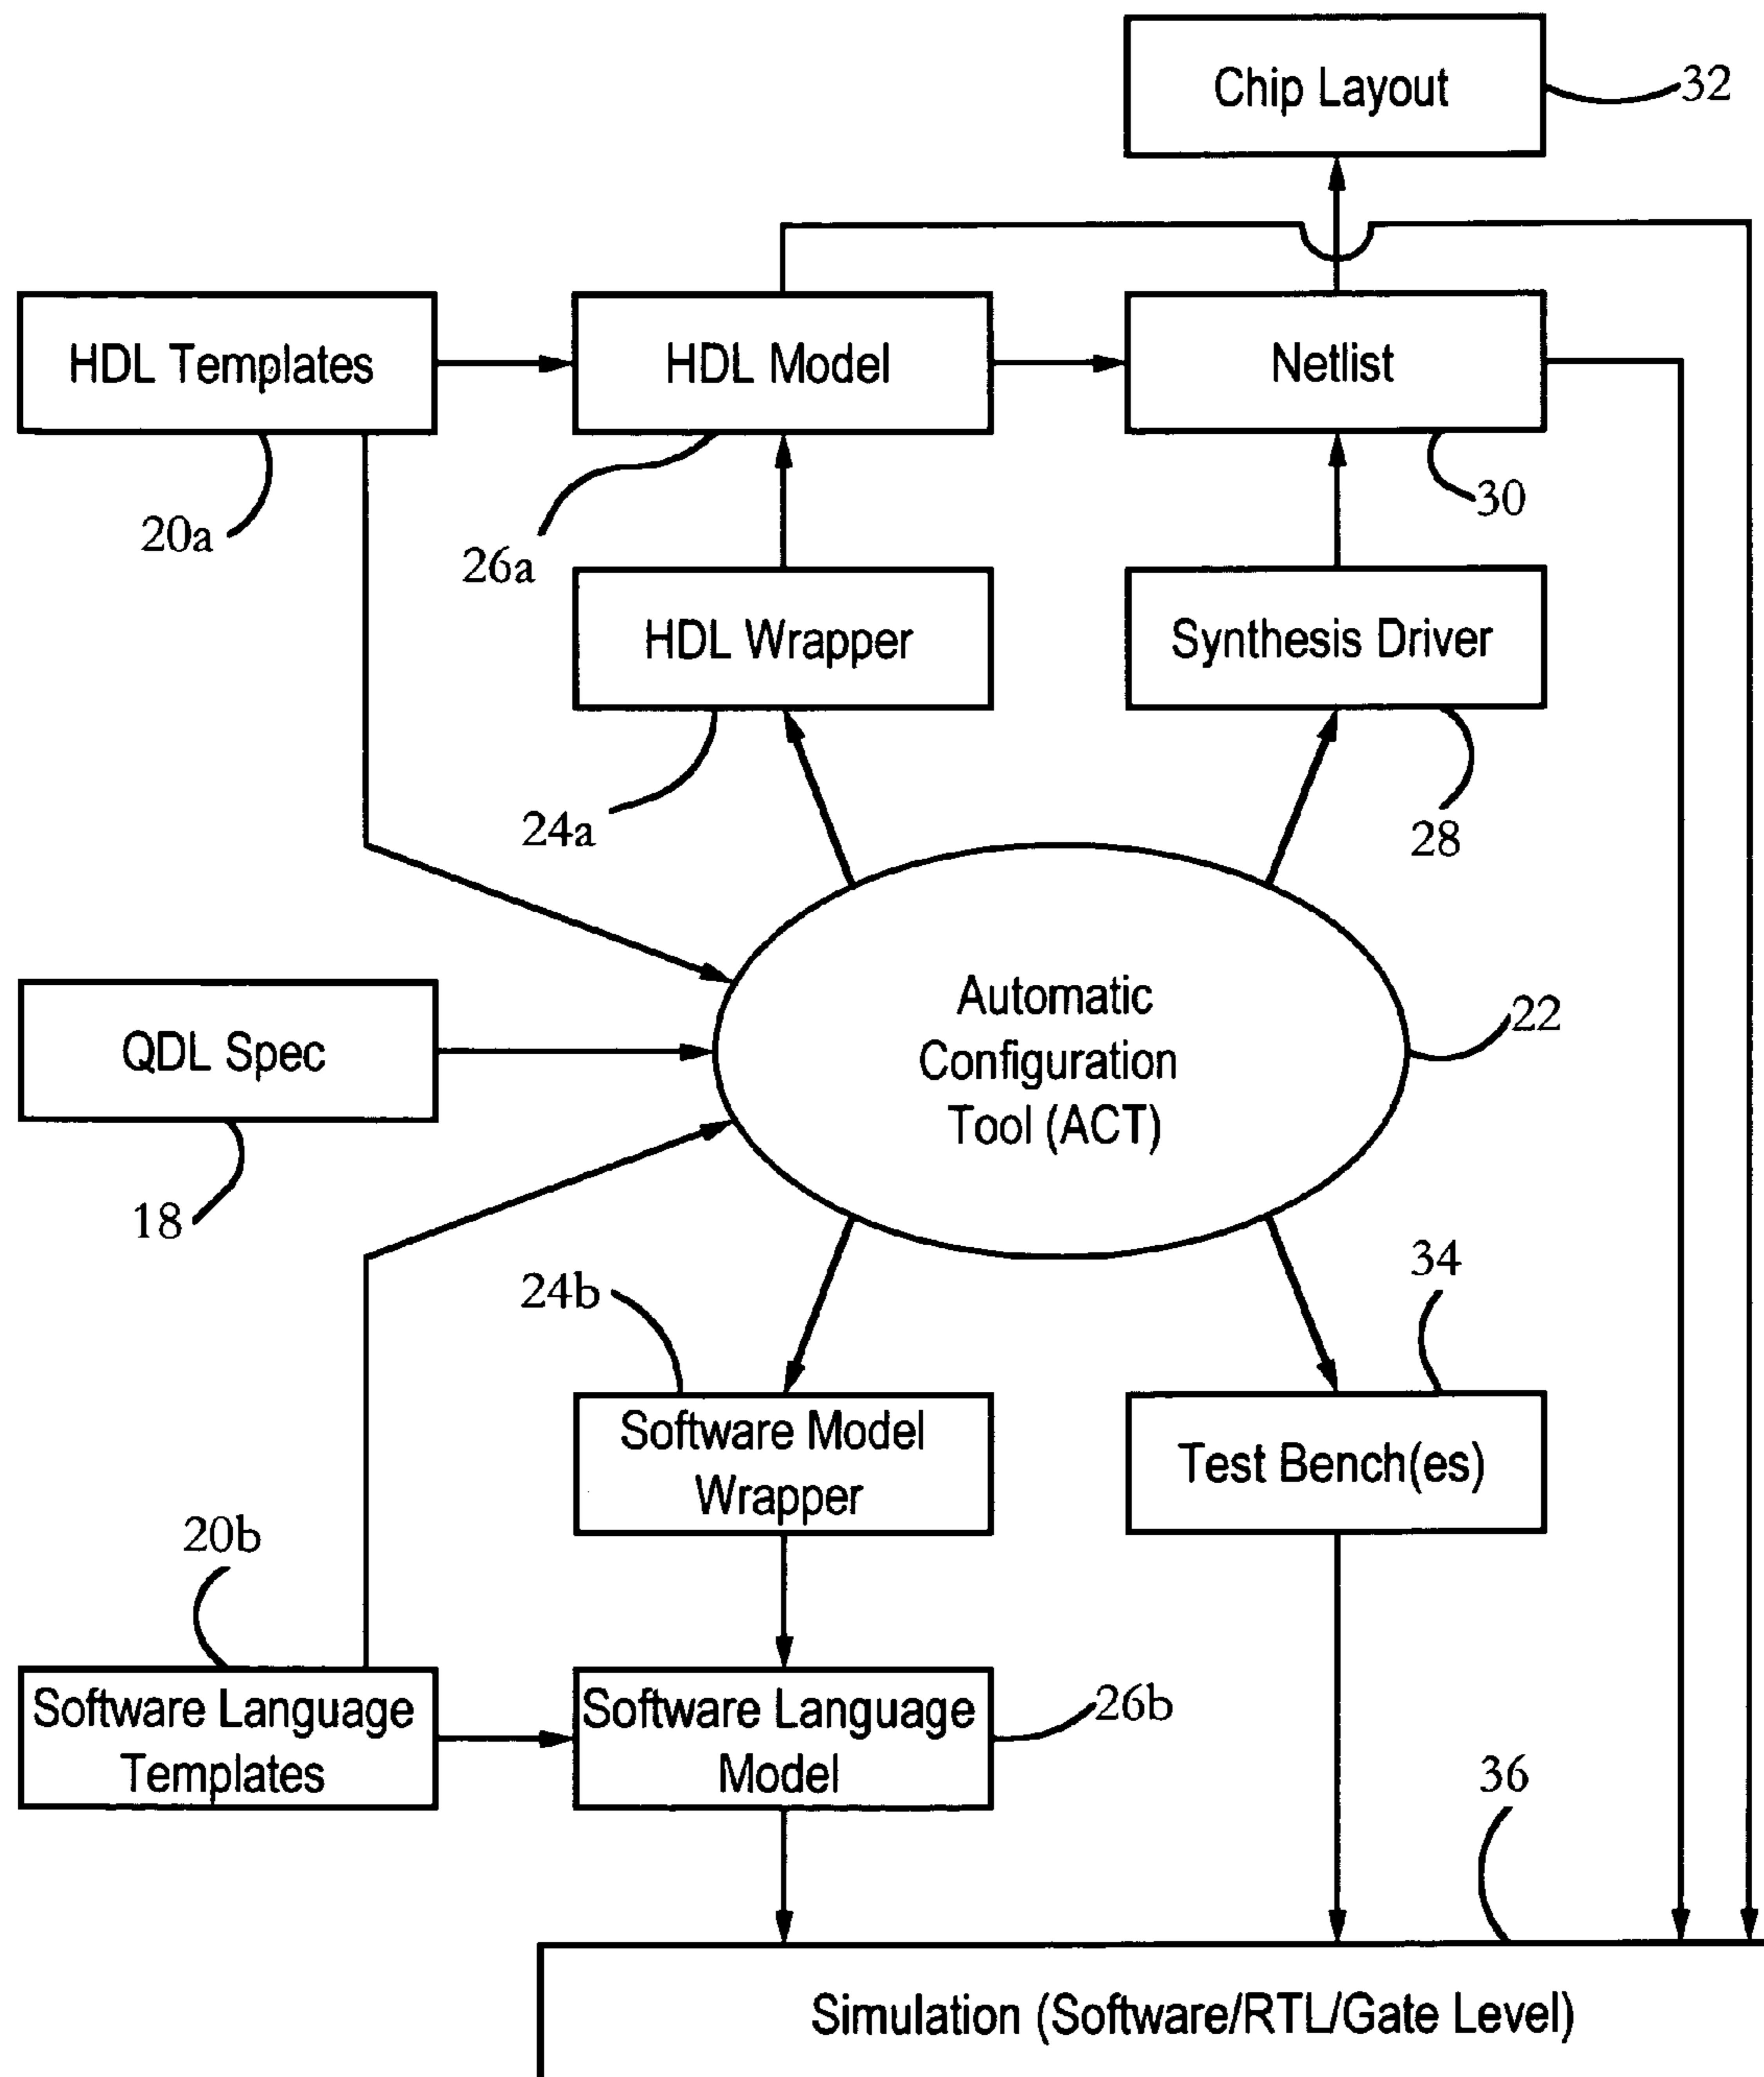 Chip Layout
32
HDL Templates
HDL Model
Netlist
20a
26a
30
HDL Wrapper
Synthesis Driver
24a
28
QDL Spec
Automatic
Configuration
Tool (ACT)
22
18
24b
34
Software Model
Wrapper
Test Bench(es)
20b
Software Language
Templates
Software Language
Model
26b
36
Simulation (Software/RTL/Gate Level)